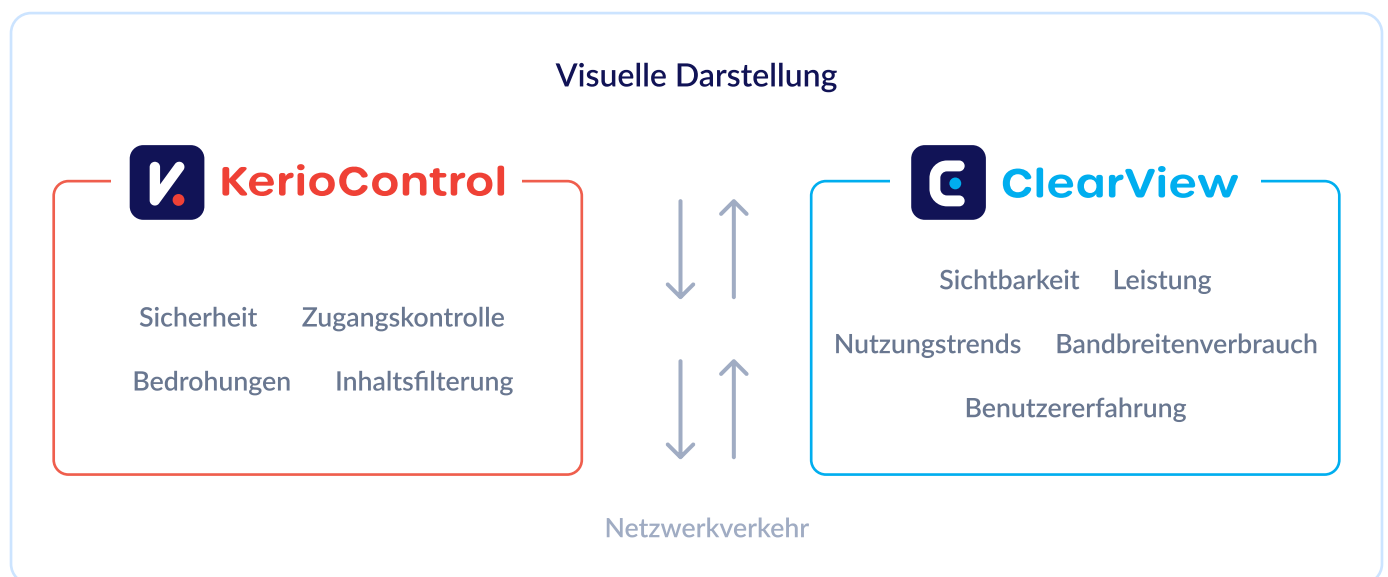 Visuelle Darstellung
KerioControl
Sicherheit Zugangskontrolle
Bedrohungen Inhaltsfilterung
ClearView
Sichtbarkeit Leistung
Nutzungstrends Bandbreitenverbrauch
Benutzererfahrung
Netzwerkverkehr